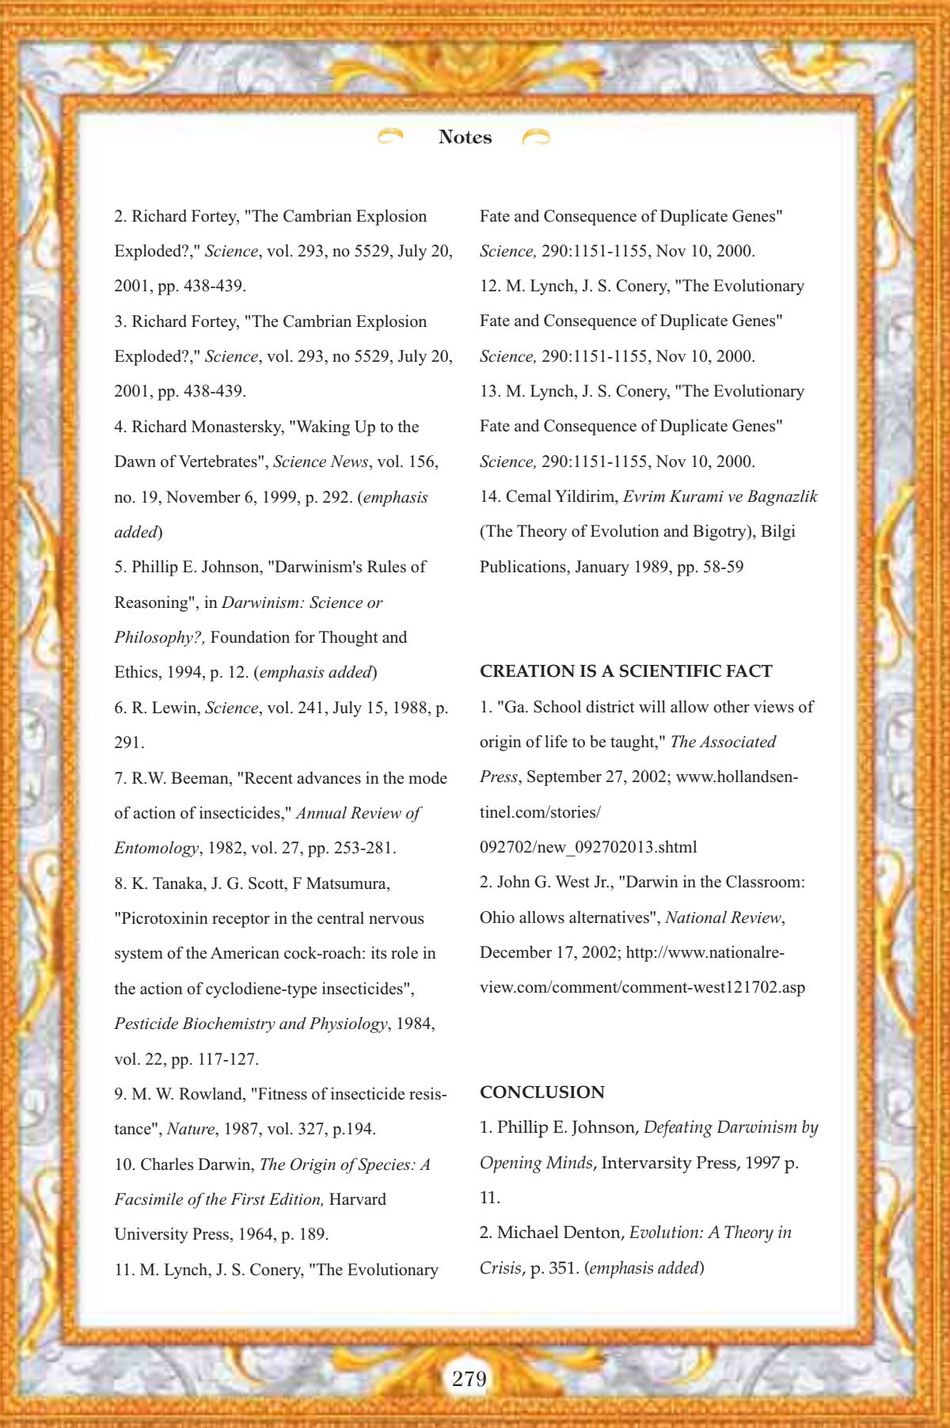 Notes
2. Richard Fortey, "The Cambrian Explosion
Exploded?," Science, vol. 293, no 5529, July 20,
2001, pp. 438-439.
3. Richard Fortey, "The Cambrian Explosion
Exploded?," Science, vol. 293, no 5529, July 20,
2001, pp. 438-439.
4. Richard Monastersky, "Waking Up to the
Dawn of Vertebrates", Science News, vol. 156,
no. 19, November 6, 1999, p. 292. (emphasis
added)
5. Phillip E. Johnson, "Darwinism's Rules of
Reasoning", in Darwinism: Science or
Philosophy?, Foundation for Thought and
Ethics, 1994, p. 12. (emphasis added)
6. R. Lewin, Science, vol. 241, July 15, 1988, p.
291.
7. R.W. Beeman, "Recent advances in the mode
of action of insecticides," Annual Review of
Entomology, 1982, vol. 27, pp. 253-281.
8. K. Tanaka, J. G. Scott, F Matsumura,
"Picrotoxinin receptor in the central nervous
system of the American cock-roach: its role in
the action of cyclodiene-type insecticides",
Pesticide Biochemistry and Physiology, 1984,
vol. 22, pp. 117-127.
9. M. W. Rowland, "Fitness of insecticide resis-
tance", Nature, 1987, vol. 327, p.194.
10. Charles Darwin, The Origin of Species: A
Facsimile of the First Edition, Harvard
University Press, 1964, p. 189.
11. M. Lynch, J. S. Conery, "The Evolutionary
Fate and Consequence of Duplicate Genes"
Science, 290:1151-1155, Nov 10, 2000.
12. M. Lynch, J. S. Conery, "The Evolutionary
Fate and Consequence of Duplicate Genes"
Science, 290:1151-1155, Nov 10, 2000.
13. M. Lynch, J. S. Conery, "The Evolutionary
Fate and Consequence of Duplicate Genes"
Science, 290:1151-1155, Nov 10, 2000.
14. Cemal Yildirim, Evrim Kurami ve Bagnazlik
(The Theory of Evolution and Bigotry), Bilgi
Publications, January 1989, pp. 58-59
CREATION IS A SCIENTIFIC FACT
1. "Ga. School district will allow other views of
origin of life to be taught," The Associated
Press, September 27, 2002; www.hollandsen-
tinel.com/stories/
092702/new_092702013.shtml
2. John G. West Jr., "Darwin in the Classroom:
Ohio allows alternatives", National Review,
December 17, 2002; http://www.nationalre-
view.com/comment/comment-west121702.asp
CONCLUSION
1. Phillip E. Johnson, Defeating Darwinism by
Opening Minds, Intervarsity Press, 1997 p.
11.
2. Michael Denton, Evolution: A Theory in
Crisis, p. 351. (emphasis added)
279